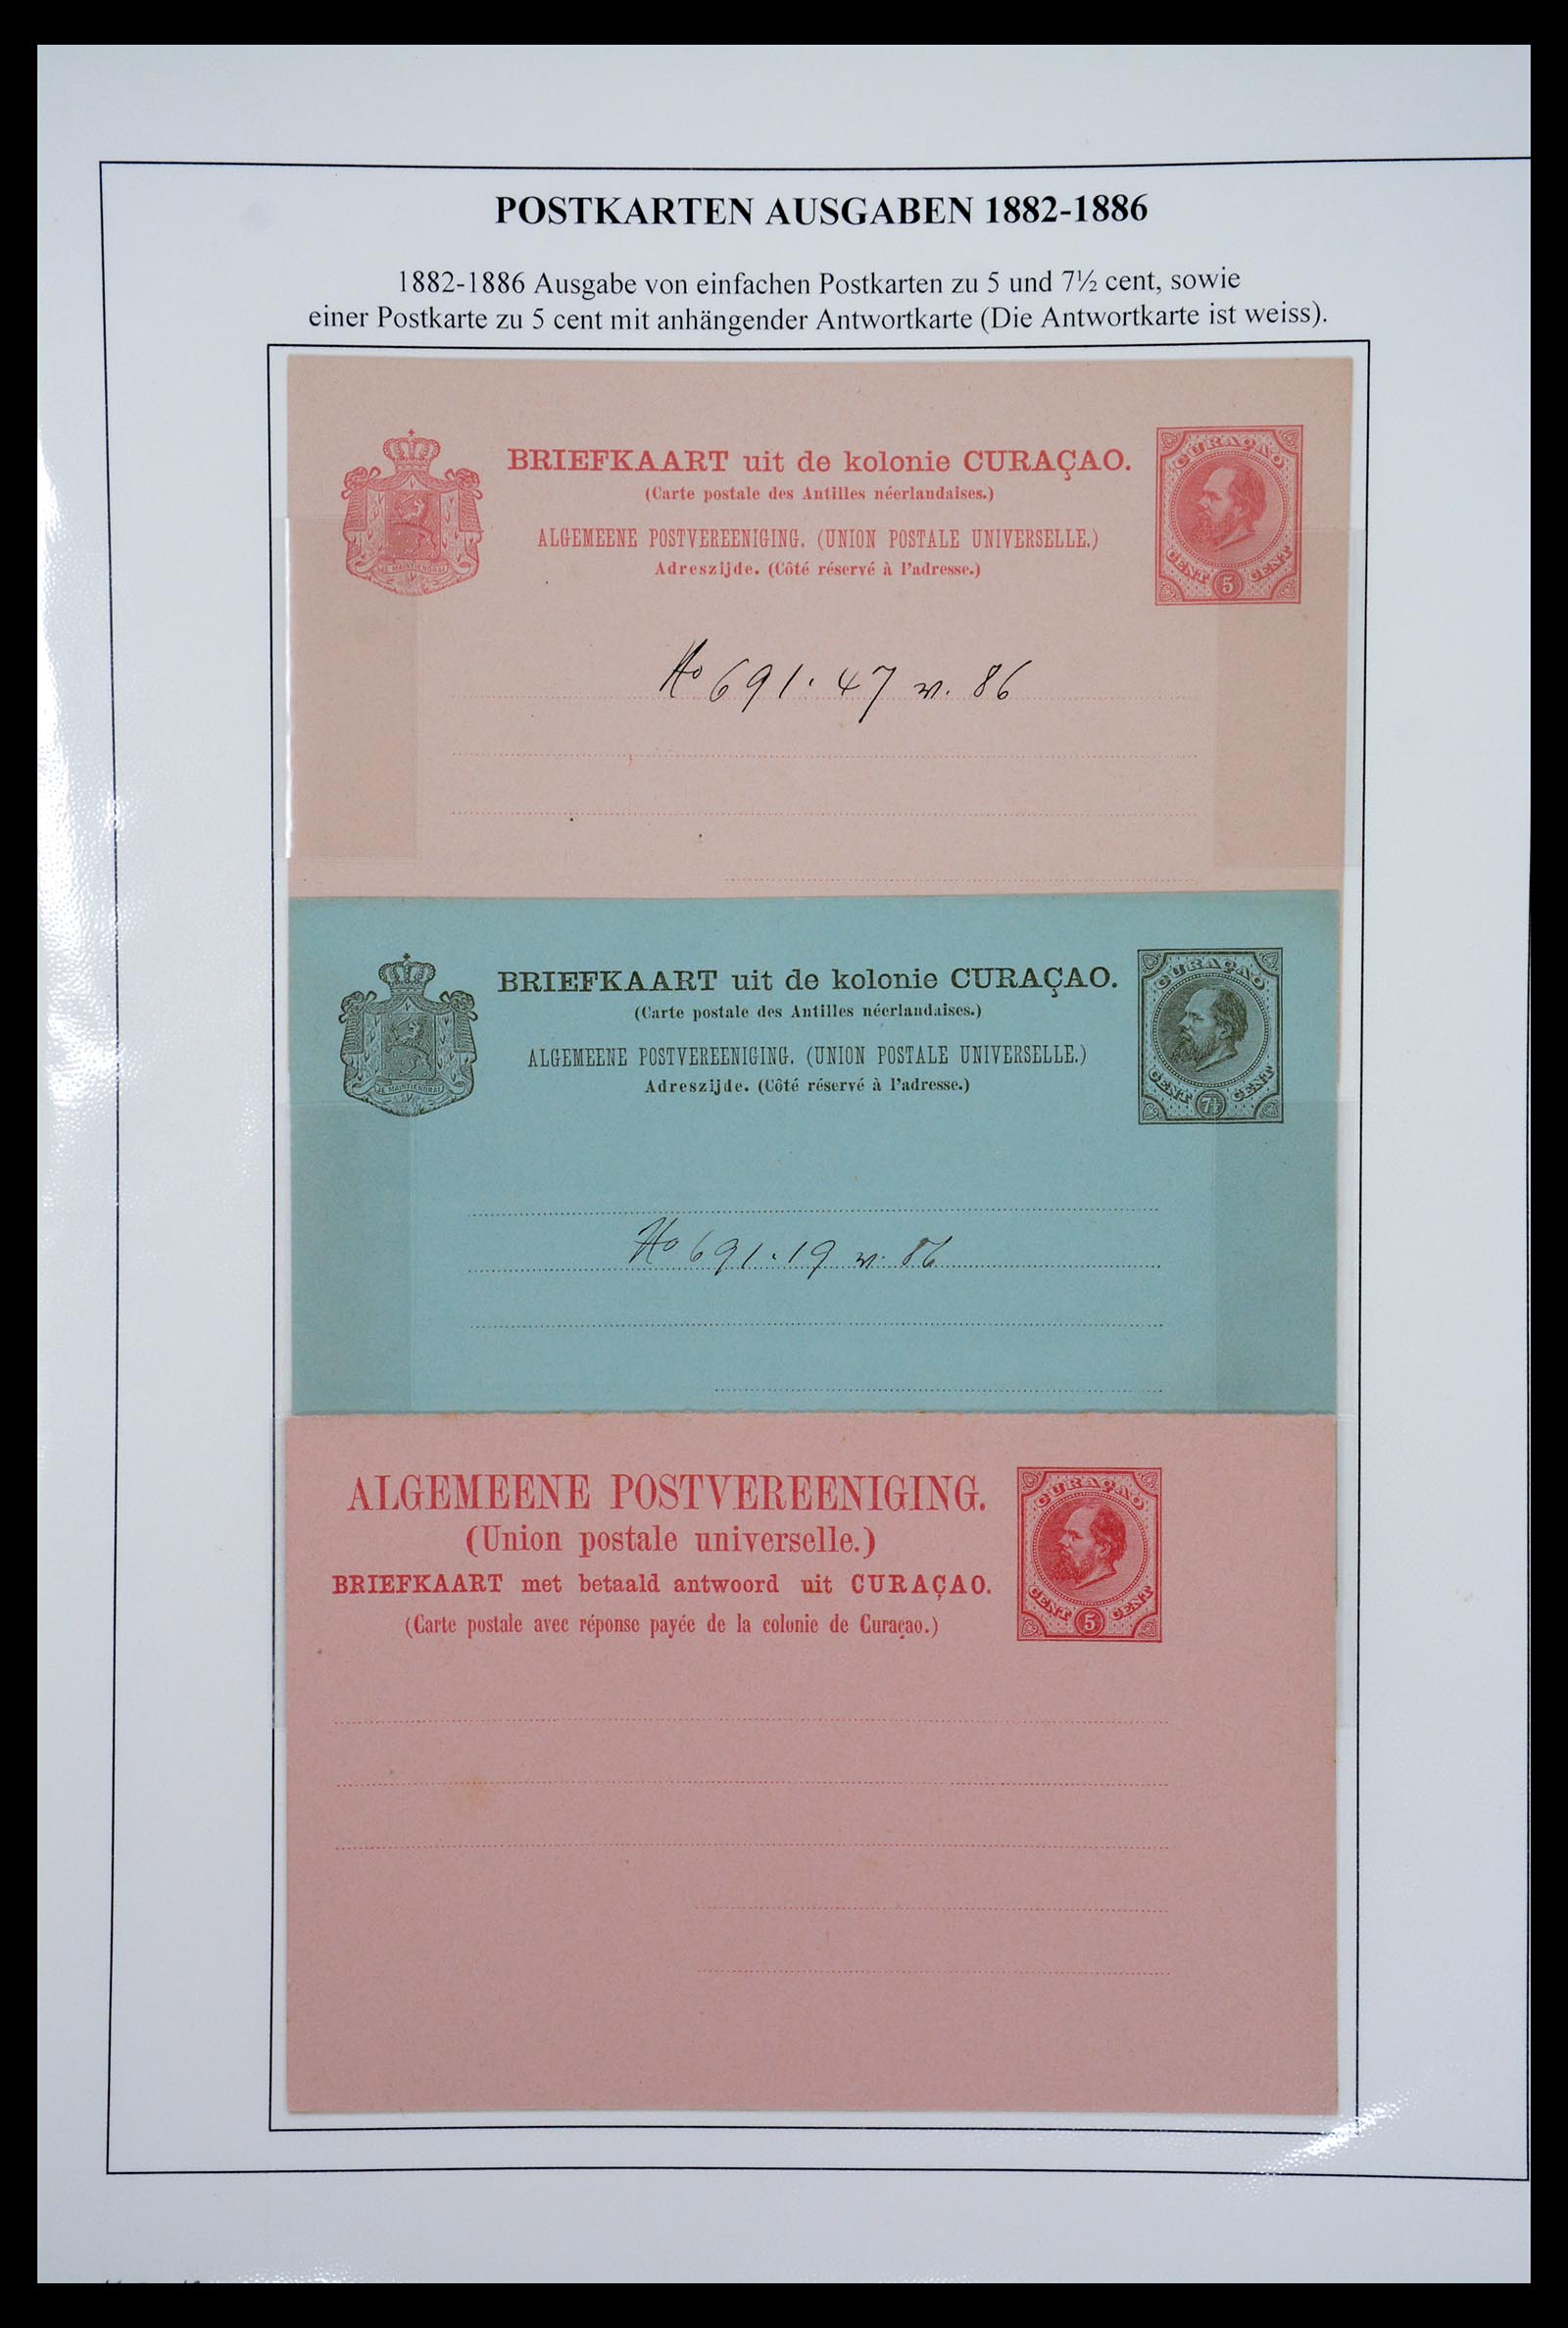 POSTKARTEN AUSGABEN 1882-1886
1882-1886 Ausgabe von einfachen Postkarten zu 5 und 7½ cent, sowie
einer Postkarte zu 5 cent mit anhängender Antwortkarte (Die Antwortkarte ist weiss).
JE MAINTIENDRAI
BRIEFKAART uit de kolonie CURAÇAO.
(Carte postale des Antilles néerlandaises.)
ALGEMEENE POSTVEREENIGING. (UNION POSTALE UNIVERSELLE.)
Adreszijde. (Côté réservé à l'adresse.)
CURAÇAO
CENT 5 CENT
No 691. 47 v. 86
JE MAINTIENDRAI
BRIEFKAART uit de kolonie CURAÇAO.
(Carte postale des Antilles néerlandaises.)
ALGEMEENE POSTVEREENIGING. (UNION POSTALE UNIVERSELLE.)
Adreszijde. (Côté réservé à l'adresse.)
CURAÇAO
CENT 7½ CENT
No 691. 19 v. 86
ALGEMEENE POSTVEREENIGING.
(Union postale universelle.)
BRIEFKAART met betaald antwoord uit CURAÇAO.
(Carte postale avec réponse payée de la colonie de Curaçao.)
CURAÇAO
CENT 5 CENT